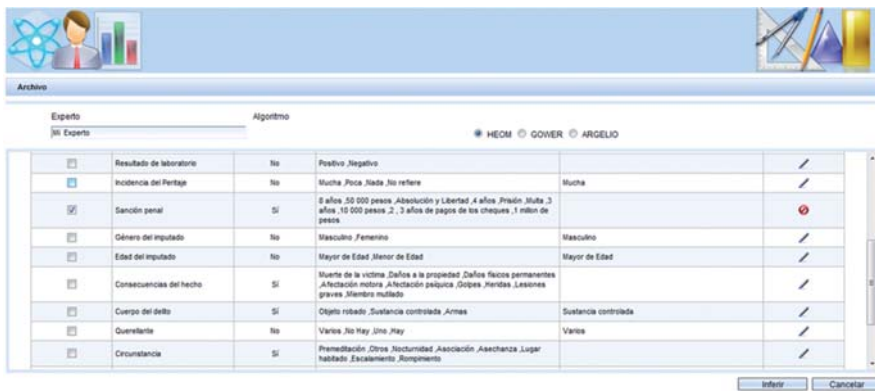 Archivo
Experto Algoritmo
Mi Experto HEOM GOWER ARGELIO
Resultado de laboratorio No Positivo ,Negativo
Incidencia del Peritaje No Mucha ,Poca ,Nada ,No refiere Mucha
Sanción penal Sí 8 años ,50 000 pesos ,Absolución y Libertad ,4 años ,Prisión ,Multa ,3
años ,10 000 pesos ,2 , 3 años de pagos de los cheques ,1 millon de
pesos
Género del imputado No Masculino ,Femenino Masculino
Edad del imputado No Mayor de Edad ,Menor de Edad Mayor de Edad
Consecuencias del hecho Sí Muerte de la victima ,Daños a la propiedad ,Daños físicos permanentes
,Afectación motora ,Afectación psíquica ,Golpes ,Heridas ,Lesiones
graves ,Miembro mutilado
Cuerpo del delito Sí Objeto robado ,Sustancia controlada ,Armas Sustancia controlada
Querellante No Varios ,No Hay ,Uno ,Hay Varios
Circunstancia Sí Premeditación ,Otros ,Nocturnidad ,Asociación ,Asechanza ,Lugar
habitado ,Escalamiento ,Rompimiento
Inferir Cancelar